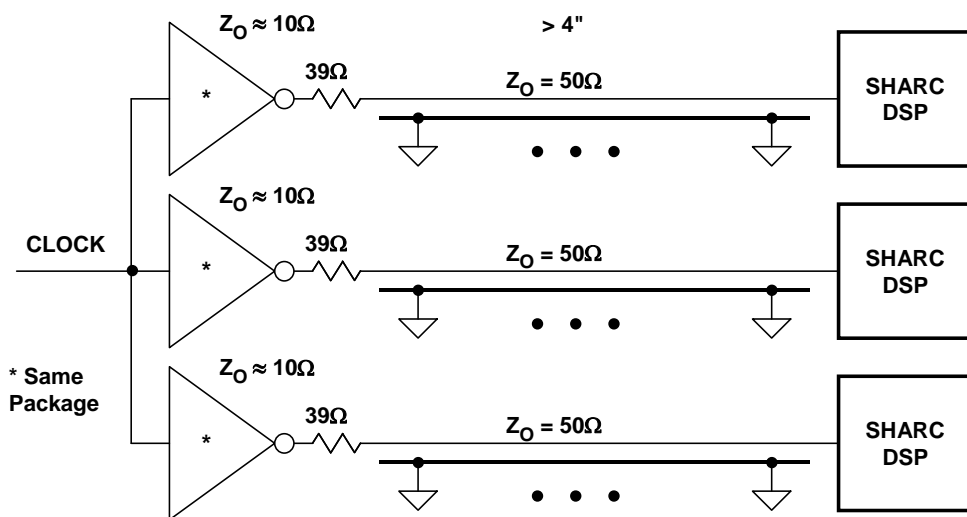 Z_O ≈ 10Ω
> 4"
39Ω
Z_O = 50Ω
SHARC
DSP
*
Z_O ≈ 10Ω
CLOCK
39Ω
Z_O = 50Ω
SHARC
DSP
*
Z_O ≈ 10Ω
* Same
Package
39Ω
Z_O = 50Ω
SHARC
DSP
*